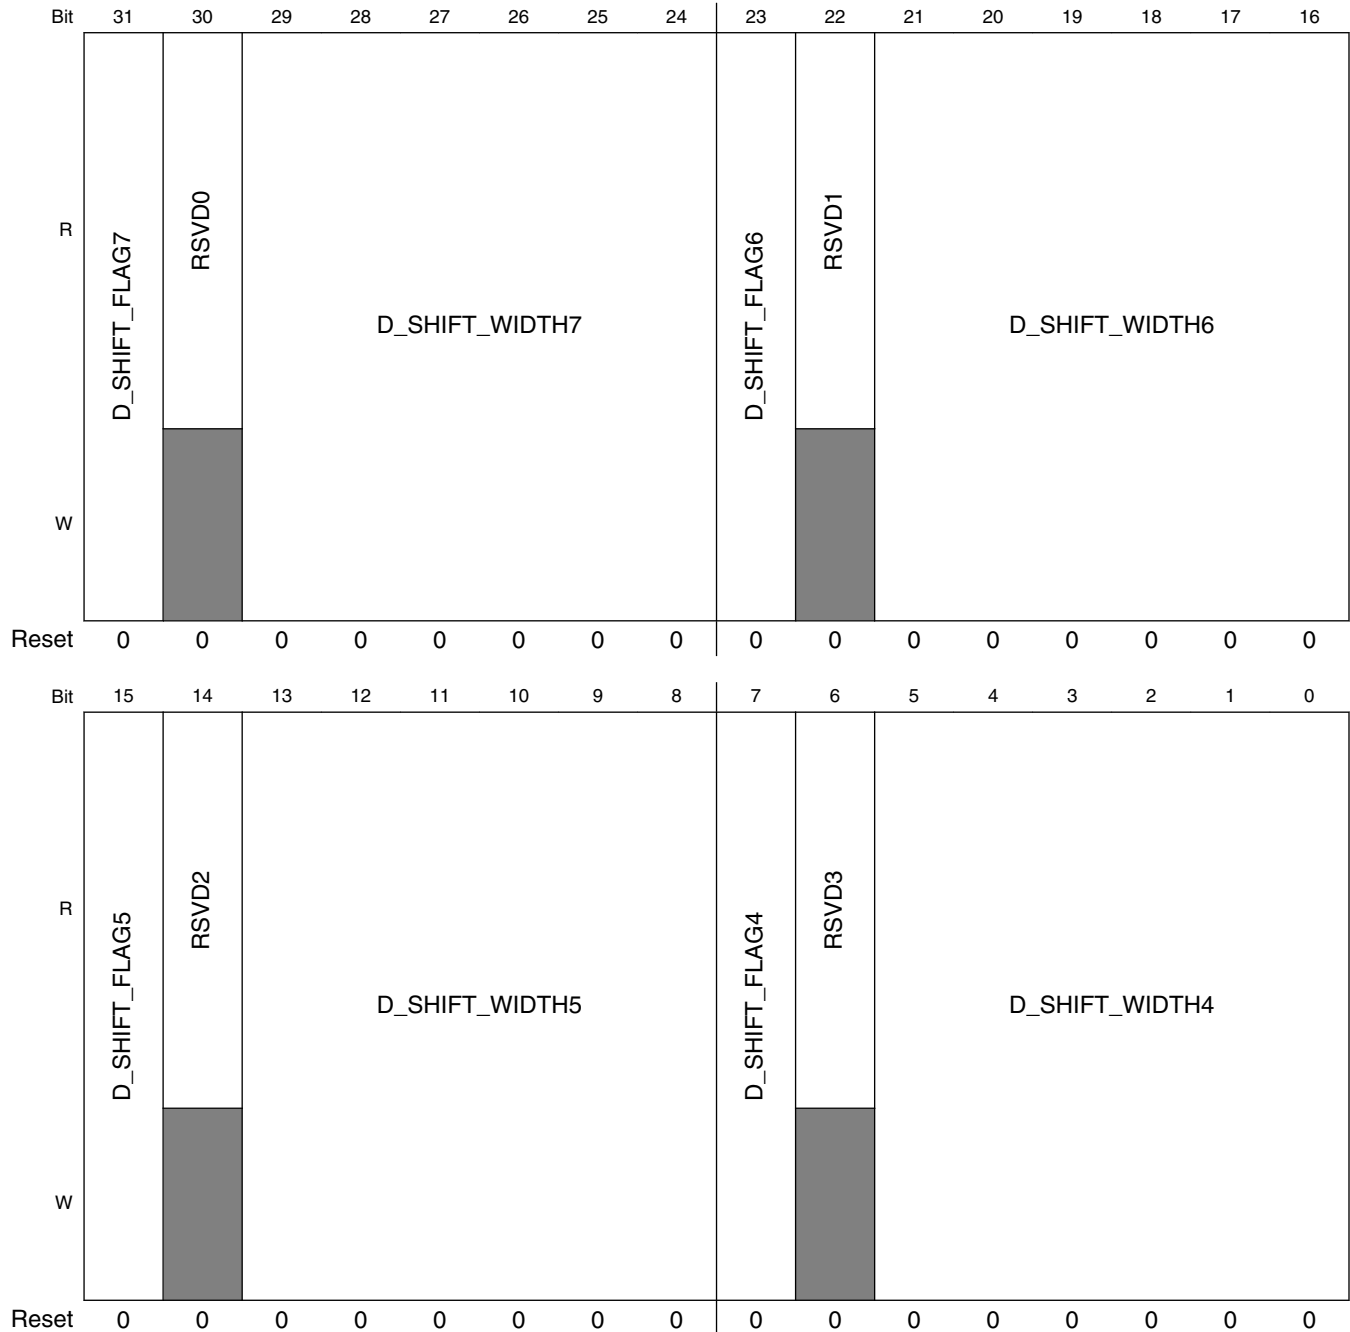 Bit 31 30 29 28 27 26 25 24 23 22 21 20 19 18 17 16
R
D_SHIFT_FLAG7
RSVD0
D_SHIFT_WIDTH7
D_SHIFT_FLAG6
RSVD1
D_SHIFT_WIDTH6
W
Reset 0 0 0 0 0 0 0 0 0 0 0 0 0 0 0 0
Bit 15 14 13 12 11 10 9 8 7 6 5 4 3 2 1 0
R
D_SHIFT_FLAG5
RSVD2
D_SHIFT_WIDTH5
D_SHIFT_FLAG4
RSVD3
D_SHIFT_WIDTH4
W
Reset 0 0 0 0 0 0 0 0 0 0 0 0 0 0 0 0